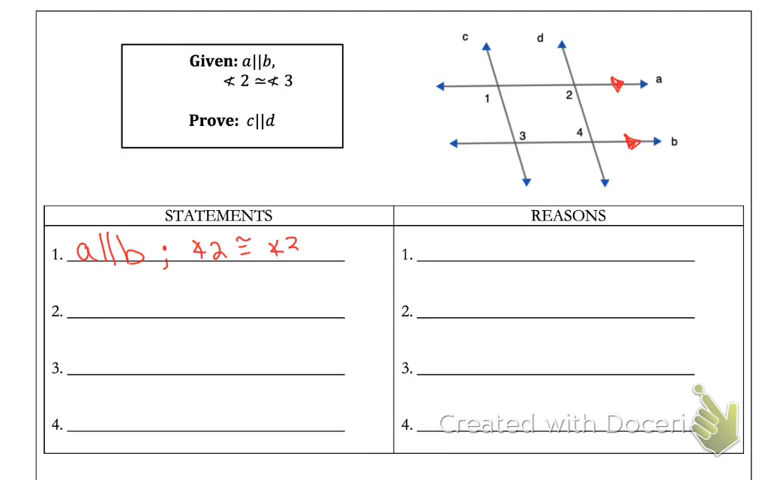 Given: a||b,
∡ 2 ≃∡ 3
Prove: c||d
c
d
a
1
2
3
4
b
STATEMENTS
REASONS
1. a||b ; ∡2 ≅ ∡3
1.
2.
2.
3.
3.
4.
4.
Created with Doceri